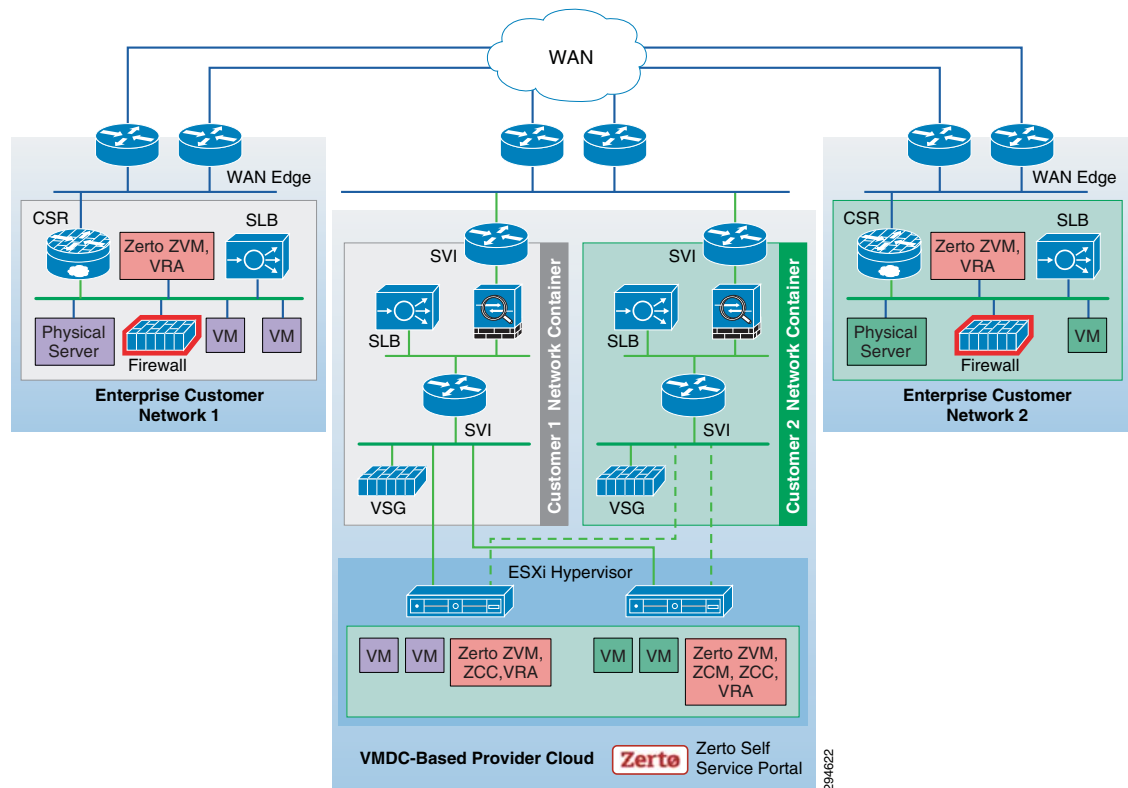 WAN
WAN Edge
CSR
SLB
Zerto ZVM,
VRA
Physical
Server
Firewall
VM
VM
Enterprise Customer
Network 1
SVI
SLB
SVI
VSG
Customer 1 Network Container
SVI
SLB
SVI
VSG
Customer 2 Network Container
WAN Edge
CSR
SLB
Zerto ZVM,
VRA
Physical
Server
Firewall
VM
Enterprise Customer
Network 2
ESXi Hypervisor
VM
VM
Zerto ZVM,
ZCC,VRA
VM
VM
Zerto ZVM,
ZCM, ZCC,
VRA
VMDC-Based Provider Cloud
Zertø
Zerto Self
Service Portal
294622